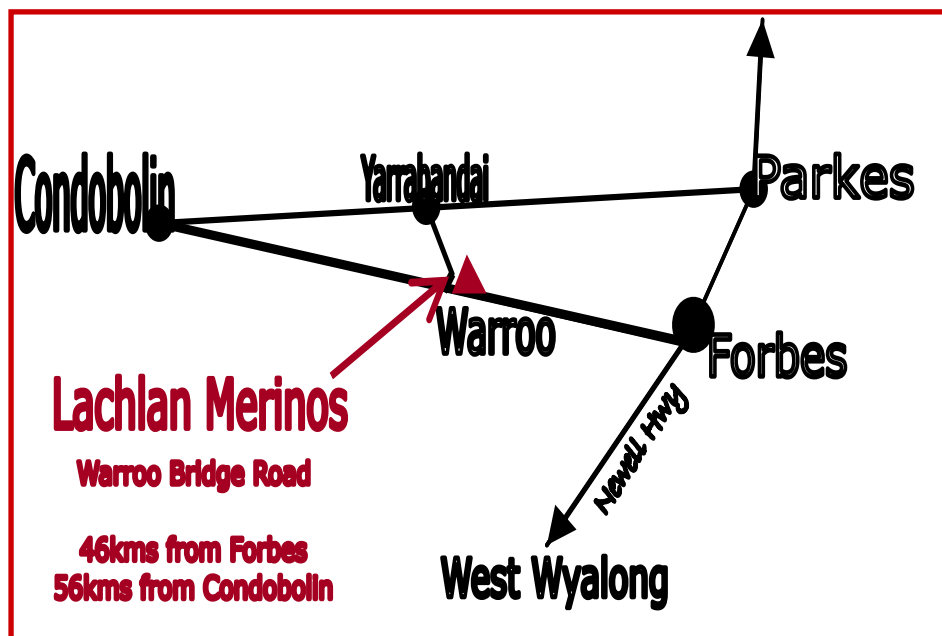 Condobolin
Yarrabandai
Parkes
Warroo
Forbes
Lachlan Merinos
Warroo Bridge Road
46kms from Forbes
56kms from Condobolin
Newell Hwy
West Wyalong